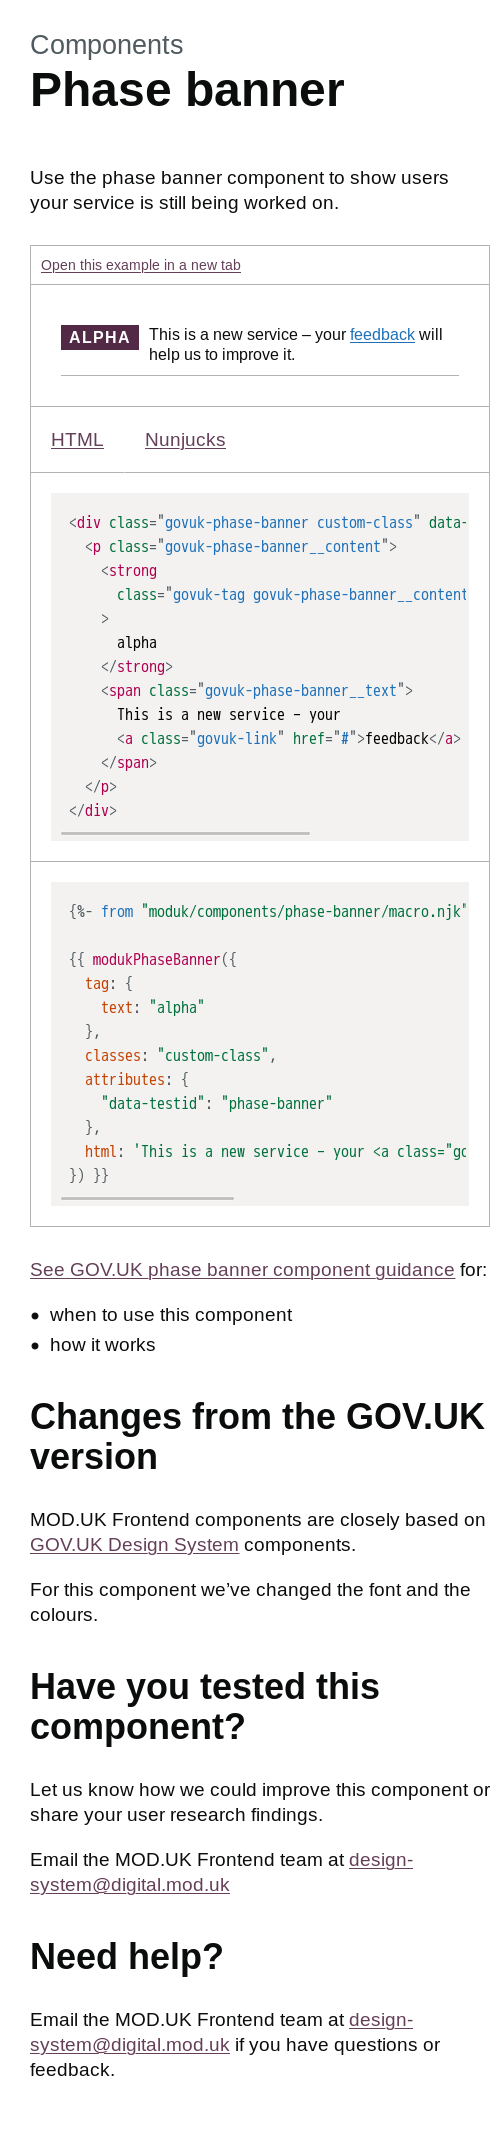 Components
Phase banner
Use the phase banner component to show users
your service is still being worked on.
Open this example in a new tab
ALPHA This is a new service – your feedback will
help us to improve it.
HTML Nunjucks
<div class="govuk-phase-banner custom-class" data-
<p class="govuk-phase-banner__content">
<strong
class="govuk-tag govuk-phase-banner__content
>
alpha
</strong>
<span class="govuk-phase-banner__text">
This is a new service – your
<a class="govuk-link" href="#">feedback</a>
</span>
</p>
</div>
{%- from "moduk/components/phase-banner/macro.njk"
{{ modukPhaseBanner({
tag: {
text: "alpha"
},
classes: "custom-class",
attributes: {
"data-testid": "phase-banner"
},
html: 'This is a new service – your <a class="go
}) }}
See GOV.UK phase banner component guidance for:
• when to use this component
• how it works
Changes from the GOV.UK
version
MOD.UK Frontend components are closely based on
GOV.UK Design System components.
For this component we’ve changed the font and the
colours.
Have you tested this
component?
Let us know how we could improve this component or
share your user research findings.
Email the MOD.UK Frontend team at design-
system@digital.mod.uk
Need help?
Email the MOD.UK Frontend team at design-
system@digital.mod.uk if you have questions or
feedback.